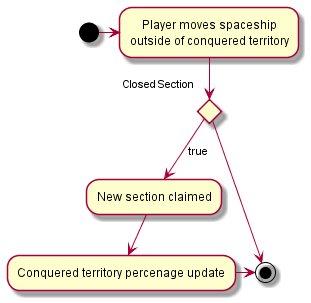 Player moves spaceship
outside of conquered territory
Closed Section
true
New section claimed
Conquered territory percenage update